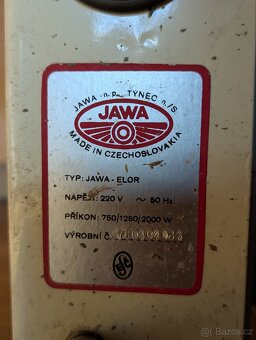 JAWA n.p. TÝNEC n/S
JAWA
MADE IN CZECHOSLOVAKIA
TYP: JAWA - ELOR
NAPĚTÍ: 220 V ~ 50 Hz
PŘÍKON: 750/1250/2000 W
VÝROBNÍ Č.
Bazoš.cz